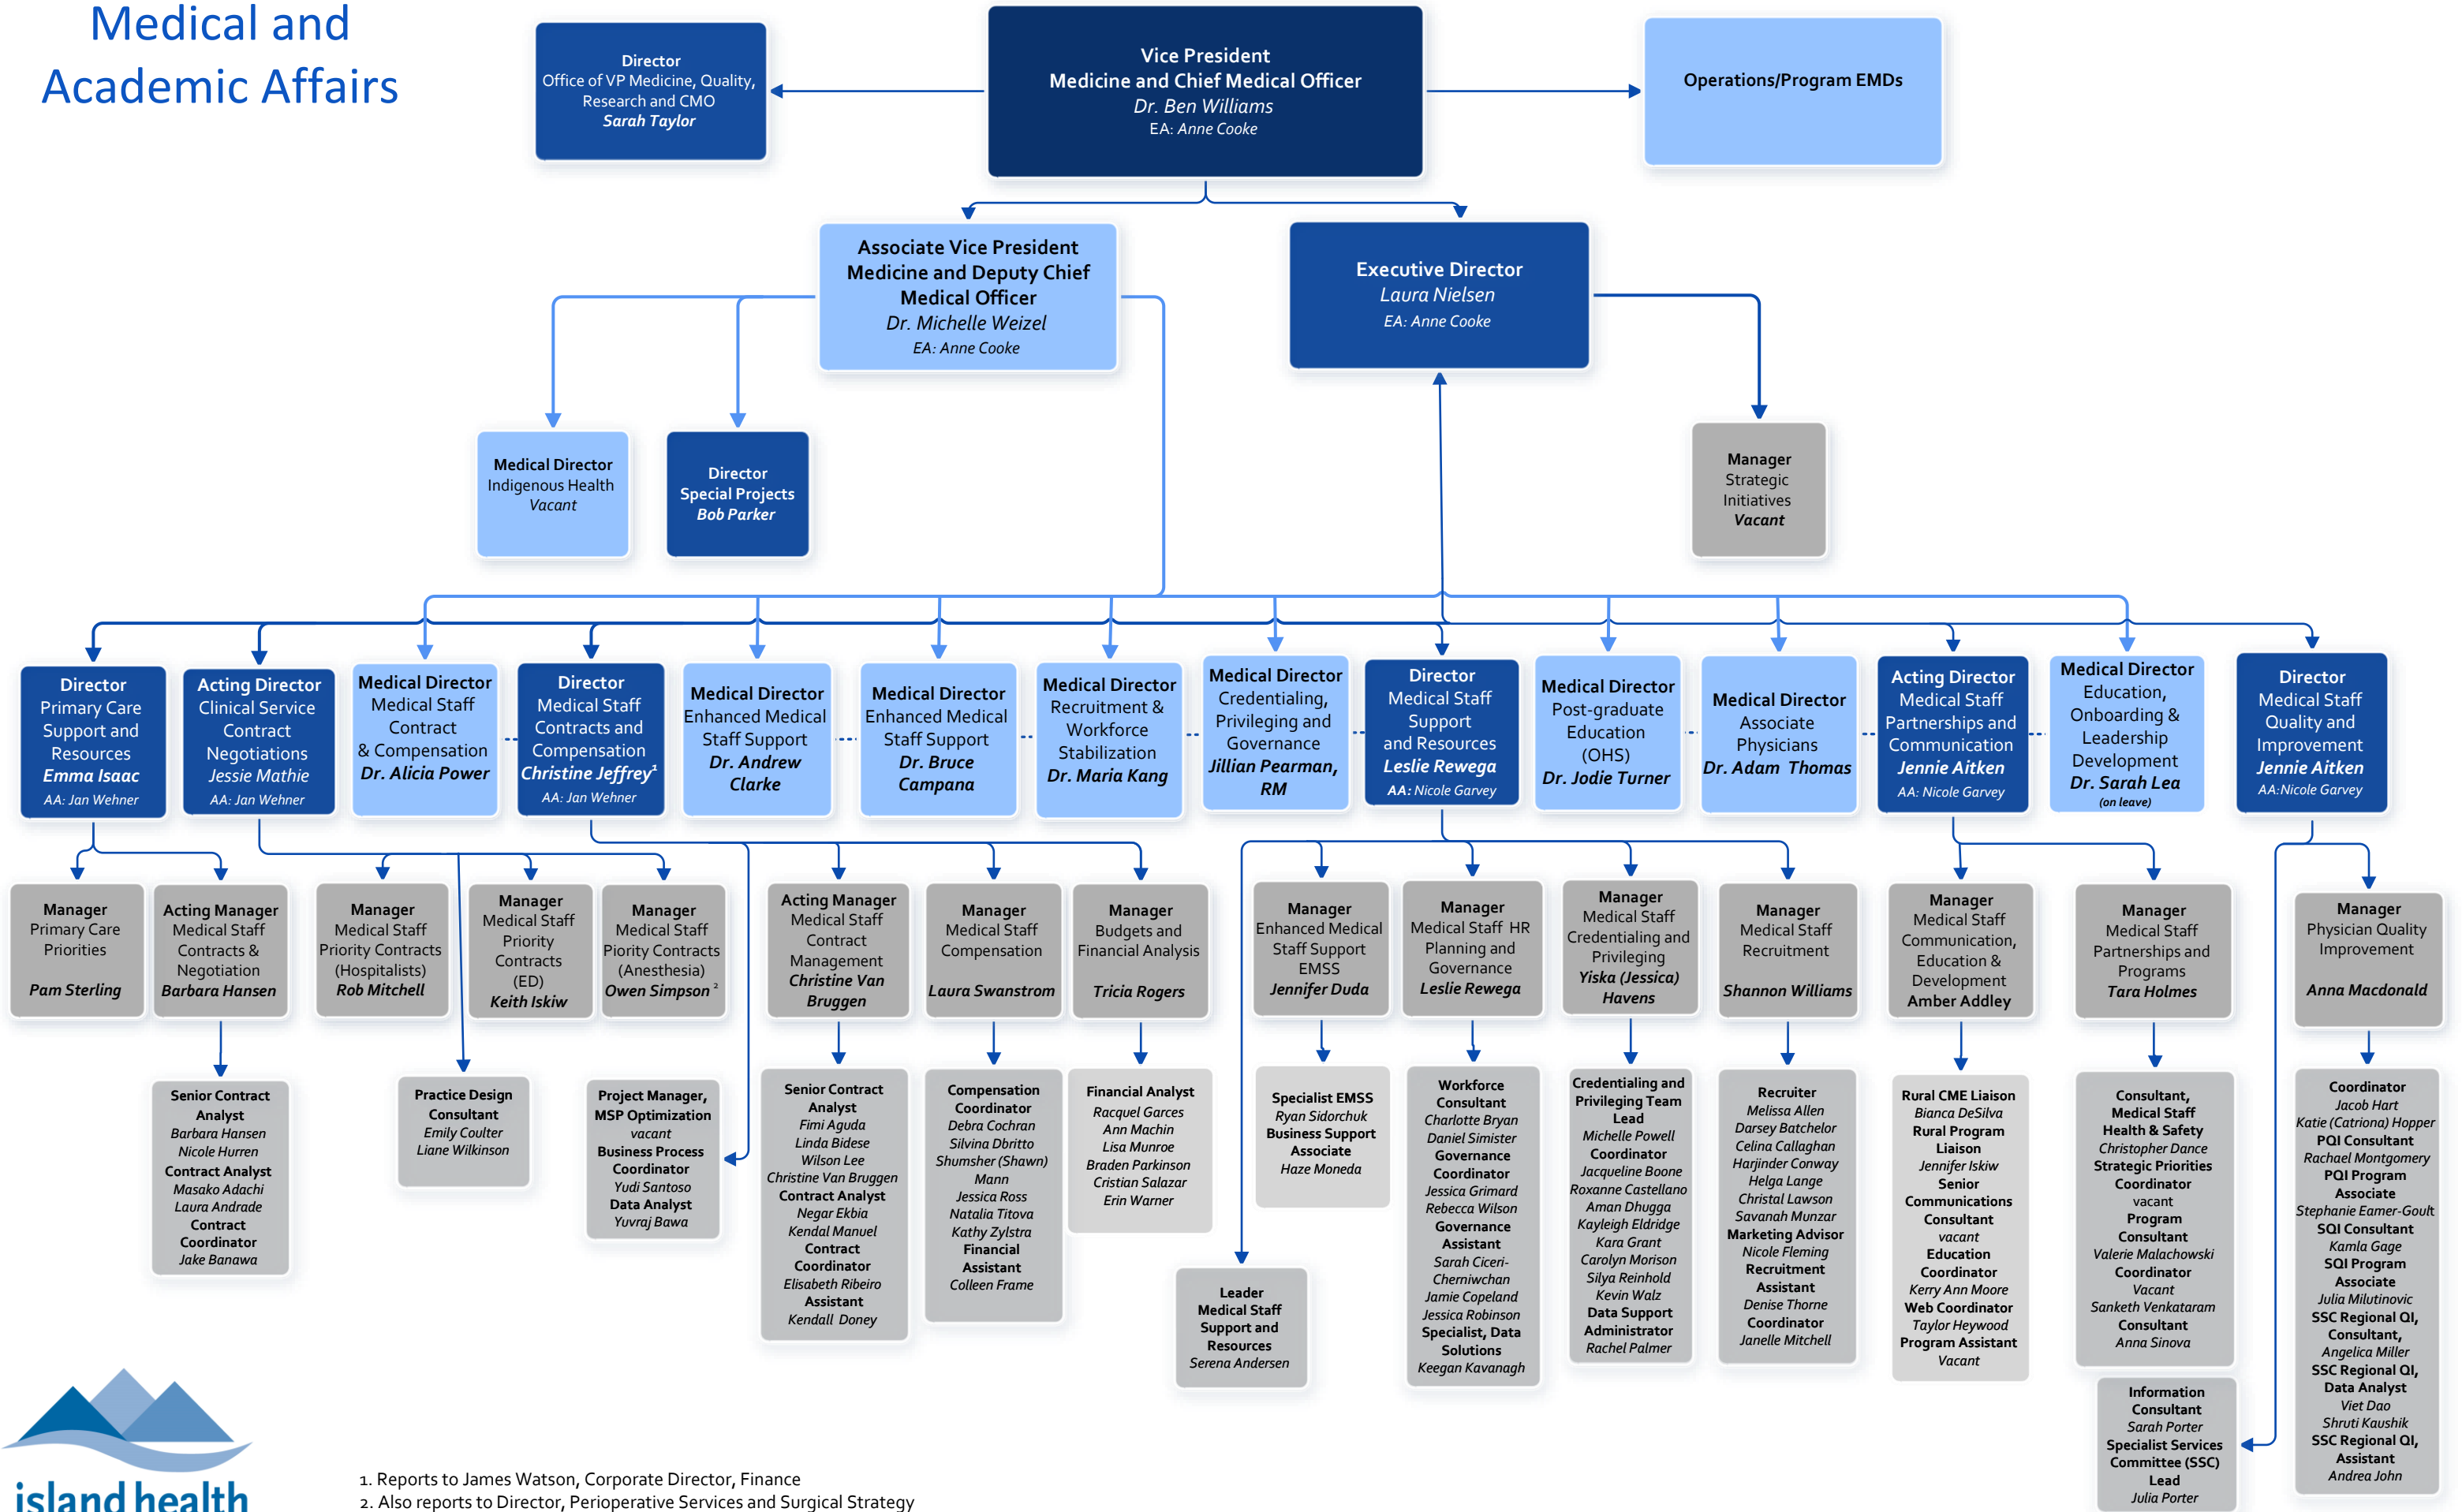 Medical and
Academic Affairs
Director
Office of VP Medicine, Quality,
Research and CMO
Sarah Taylor
Vice President
Medicine and Chief Medical Officer
Dr. Ben Williams
EA: Anne Cooke
Operations/Program EMDs
Associate Vice President
Medicine and Deputy Chief
Medical Officer
Dr. Michelle Weizel
EA: Anne Cooke
Executive Director
Laura Nielsen
EA: Anne Cooke
Medical Director
Indigenous Health
Vacant
Director
Special Projects
Bob Parker
Manager
Strategic
Initiatives
Vacant
Director
Primary Care
Support and
Resources
Emma Isaac
AA: Jan Wehner
Acting Director
Clinical Service
Contract
Negotiations
Jessie Mathie
AA: Jan Wehner
Medical Director
Medical Staff
Contract
& Compensation
Dr. Alicia Power
Director
Medical Staff
Contracts and
Compensation
Christine Jeffrey1
AA: Jan Wehner
Medical Director
Enhanced Medical
Staff Support
Dr. Andrew
Clarke
Medical Director
Enhanced Medical
Staff Support
Dr. Bruce
Campana
Medical Director
Recruitment &
Workforce
Stabilization
Dr. Maria Kang
Medical Director
Credentialing,
Privileging and
Governance
Jillian Pearman,
RM
Director
Medical Staff
Support
and Resources
Leslie Rewega
AA: Nicole Garvey
Medical Director
Post-graduate
Education
(OHS)
Dr. Jodie Turner
Medical Director
Associate
Physicians
Dr. Adam Thomas
Acting Director
Medical Staff
Partnerships and
Communication
Jennie Aitken
AA: Nicole Garvey
Medical Director
Education,
Onboarding &
Leadership
Development
Dr. Sarah Lea
(on leave)
Director
Medical Staff
Quality and
Improvement
Jennie Aitken
AA:Nicole Garvey
Manager
Primary Care
Priorities
Pam Sterling
Acting Manager
Medical Staff
Contracts &
Negotiation
Barbara Hansen
Manager
Medical Staff
Priority Contracts
(Hospitalists)
Rob Mitchell
Manager
Medical Staff
Priority
Contracts
(ED)
Keith Iskiw
Manager
Medical Staff
Piority Contracts
(Anesthesia)
Owen Simpson 2
Acting Manager
Medical Staff
Contract
Management
Christine Van
Bruggen
Manager
Medical Staff
Compensation
Laura Swanstrom
Manager
Budgets and
Financial Analysis
Tricia Rogers
Manager
Enhanced Medical
Staff Support
EMSS
Jennifer Duda
Manager
Medical Staff HR
Planning and
Governance
Leslie Rewega
Manager
Medical Staff
Credentialing and
Privileging
Yiska (Jessica)
Havens
Manager
Medical Staff
Recruitment
Shannon Williams
Manager
Medical Staff
Communication,
Education &
Development
Amber Addley
Manager
Medical Staff
Partnerships and
Programs
Tara Holmes
Manager
Physician Quality
Improvement
Anna Macdonald
Senior Contract
Analyst
Barbara Hansen
Nicole Hurren
Contract Analyst
Masako Adachi
Laura Andrade
Contract
Coordinator
Jake Banawa
Practice Design
Consultant
Emily Coulter
Liane Wilkinson
Project Manager,
MSP Optimization
vacant
Business Process
Coordinator
Yudi Santoso
Data Analyst
Yuvraj Bawa
Senior Contract
Analyst
Fimi Aguda
Linda Bidese
Wilson Lee
Christine Van Bruggen
Contract Analyst
Negar Ekbia
Kendal Manuel
Contract
Coordinator
Elisabeth Ribeiro
Assistant
Kendall Doney
Compensation
Coordinator
Debra Cochran
Silvina Dbritto
Shumsher (Shawn)
Mann
Jessica Ross
Natalia Titova
Kathy Zylstra
Financial
Assistant
Colleen Frame
Financial Analyst
Racquel Garces
Ann Machin
Lisa Munroe
Braden Parkinson
Cristian Salazar
Erin Warner
Leader
Medical Staff
Support and
Resources
Serena Andersen
Specialist EMSS
Ryan Sidorchuk
Business Support
Associate
Haze Moneda
Workforce
Consultant
Charlotte Bryan
Daniel Simister
Governance
Coordinator
Jessica Grimard
Rebecca Wilson
Governance
Assistant
Sarah Ciceri-
Cherniwchan
Jamie Copeland
Jessica Robinson
Specialist, Data
Solutions
Keegan Kavanagh
Credentialing and
Privileging Team
Lead
Michelle Powell
Coordinator
Jacqueline Boone
Roxanne Castellano
Aman Dhugga
Kayleigh Eldridge
Kara Grant
Carolyn Morison
Silya Reinhold
Kevin Walz
Data Support
Administrator
Rachel Palmer
Recruiter
Melissa Allen
Darsey Batchelor
Celina Callaghan
Harjinder Conway
Helga Lange
Christal Lawson
Savanah Munzar
Marketing Advisor
Nicole Fleming
Recruitment
Assistant
Denise Thorne
Coordinator
Janelle Mitchell
Rural CME Liaison
Bianca DeSilva
Rural Program
Liaison
Jennifer Iskiw
Senior
Communications
Consultant
vacant
Education
Coordinator
Kerry Ann Moore
Web Coordinator
Taylor Heywood
Program Assistant
Vacant
Consultant,
Medical Staff
Health & Safety
Christopher Dance
Strategic Priorities
Coordinator
vacant
Program
Consultant
Valerie Malachowski
Coordinator
Vacant
Sanketh Venkataram
Consultant
Anna Sinova
Information
Consultant
Sarah Porter
Specialist Services
Committee (SSC)
Lead
Julia Porter
Coordinator
Jacob Hart
Katie (Catriona) Hopper
PQI Consultant
Rachael Montgomery
PQI Program
Associate
Stephanie Eamer-Goult
SQI Consultant
Kamla Gage
SQI Program
Associate
Julia Milutinovic
SSC Regional QI,
Consultant,
Angelica Miller
SSC Regional QI,
Data Analyst
Viet Dao
Shruti Kaushik
SSC Regional QI,
Assistant
Andrea John
island health
1. Reports to James Watson, Corporate Director, Finance
2. Also reports to Director, Perioperative Services and Surgical Strategy